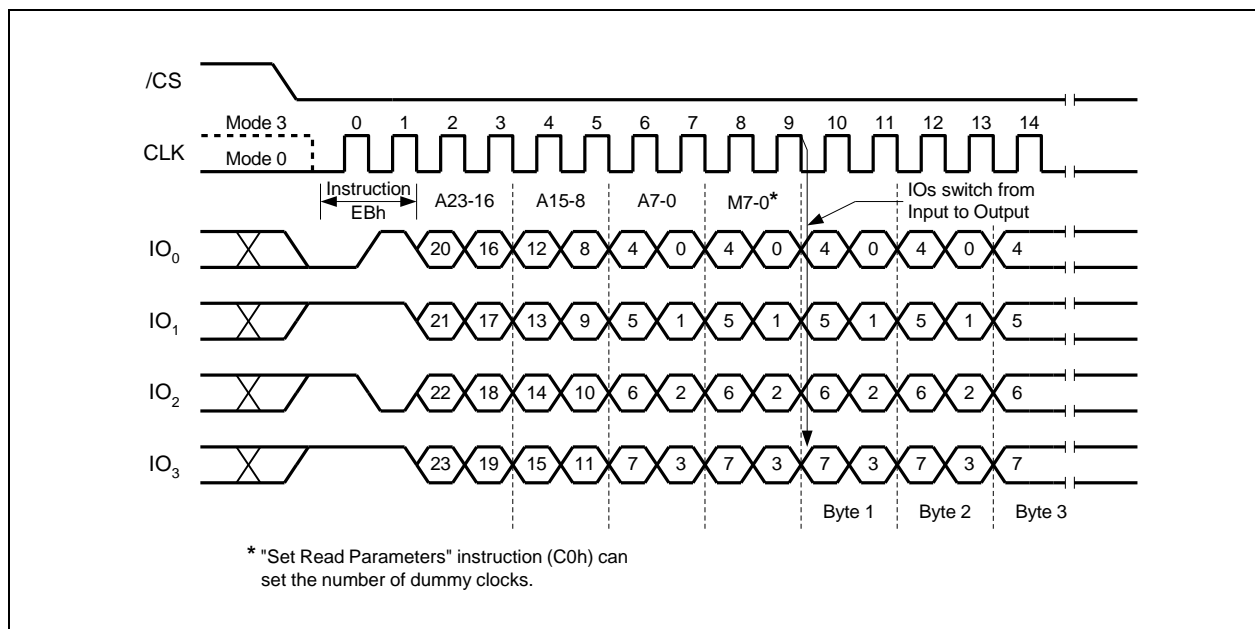 /CS
Mode 3 0 1 2 3 4 5 6 7 8 9 10 11 12 13 14
CLK Mode 0
Instruction A23-16 A15-8 A7-0 M7-0* IOs switch from
EBh Input to Output
IO0 20 16 12 8 4 0 4 0 4 0 4 0 4
IO1 21 17 13 9 5 1 5 1 5 1 5 1 5
IO2 22 18 14 10 6 2 6 2 6 2 6 2 6
IO3 23 19 15 11 7 3 7 3 7 3 7 3 7
Byte 1 Byte 2 Byte 3
* "Set Read Parameters" instruction (C0h) can
set the number of dummy clocks.